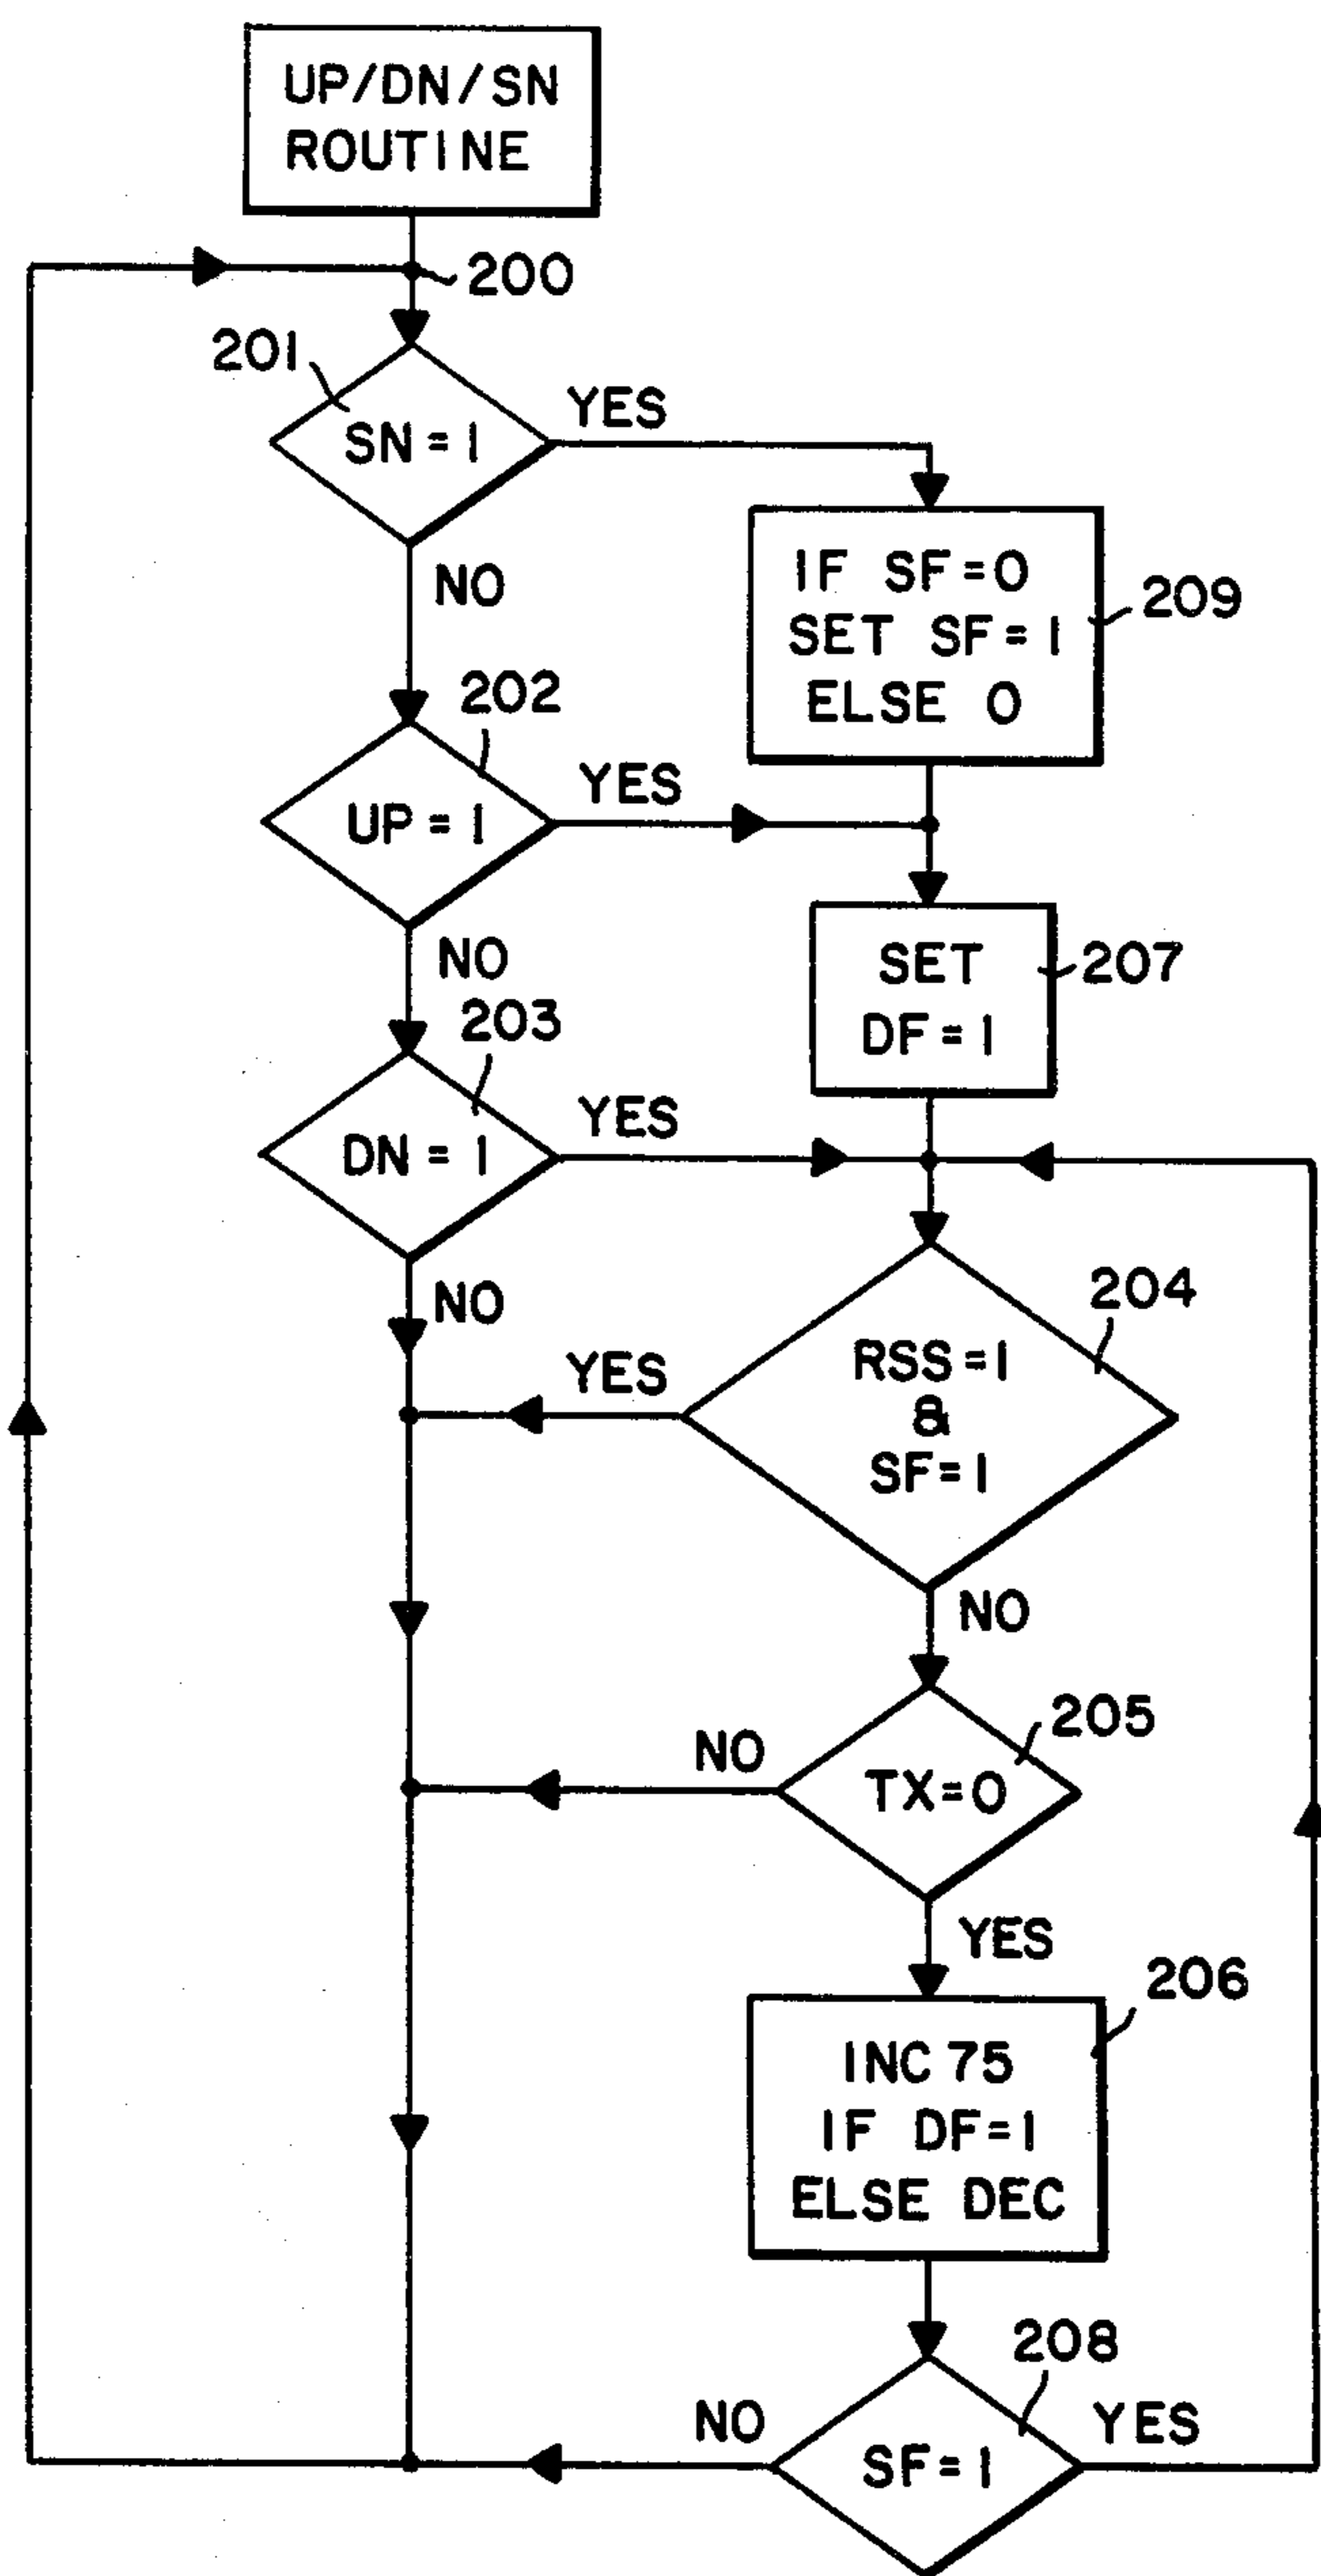 UP/DN/SN
ROUTINE
200
201
SN = 1
YES
NO
IF SF=0
SET SF=1
ELSE 0
209
202
UP = 1
YES
NO
SET
DF=1
207
203
DN = 1
YES
NO
204
RSS=1
&
SF=1
YES
NO
205
TX=0
NO
YES
206
INC 75
IF DF=1
ELSE DEC
208
SF=1
NO
YES